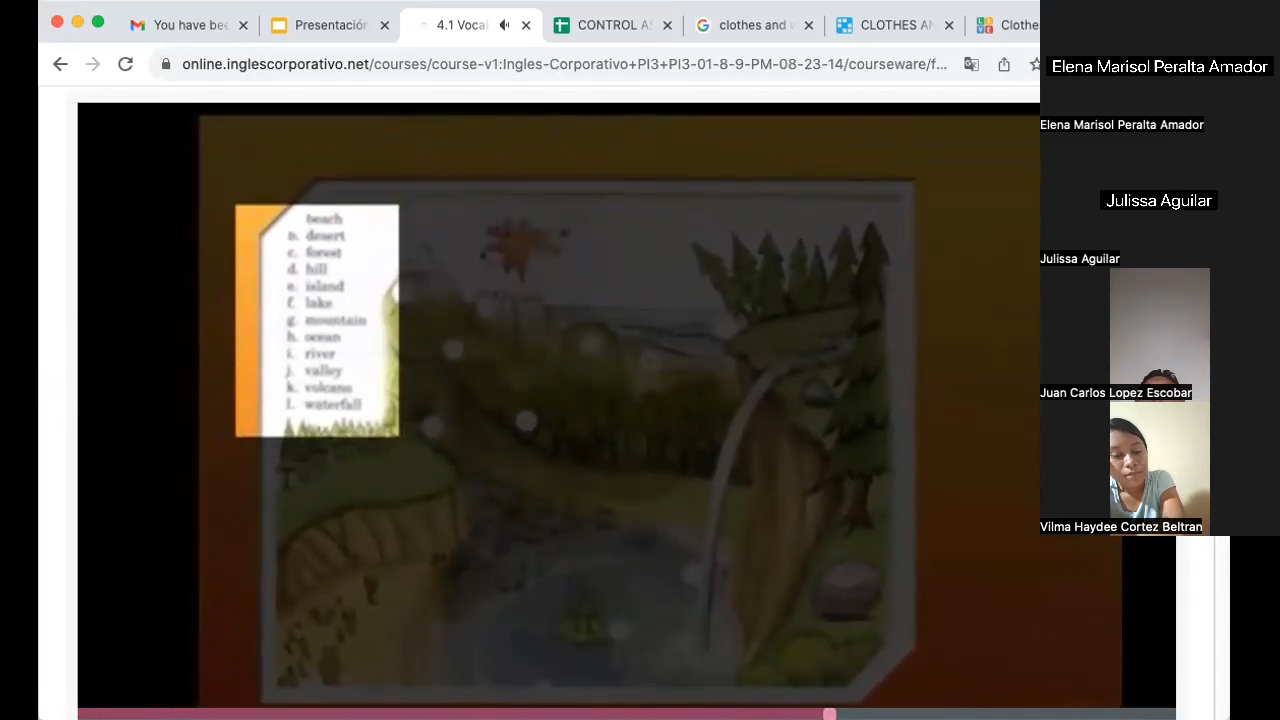 You have bee
Presentación
4.1 Vocal
CONTROL AS
clothes and
CLOTHES AN
Clothes
online.inglescorporativo.net/courses/course-v1:Ingles-Corporativo+PI3+PI3-01-8-9-PM-08-23-14/courseware/f...
beach
n. desert
c. forest
d. hill
e. island
f. lake
g. mountain
h. ocean
i. river
j. valley
k. volcano
l. waterfall
Elena Marisol Peralta Amador
Elena Marisol Peralta Amador
Julissa Aguilar
Julissa Aguilar
Juan Carlos Lopez Escobar
Vilma Haydee Cortez Beltran